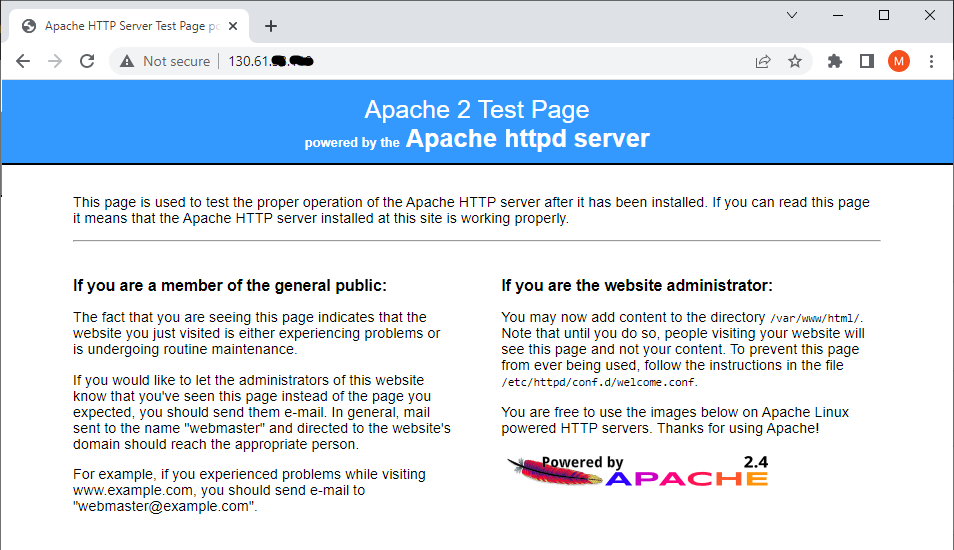 Apache HTTP Server Test Page po
Not secure
130.61.
M
Apache 2 Test Page
powered by the Apache httpd server
This page is used to test the proper operation of the Apache HTTP server after it has been installed. If you can read this page
it means that the Apache HTTP server installed at this site is working properly.
If you are a member of the general public:
The fact that you are seeing this page indicates that the
website you just visited is either experiencing problems or
is undergoing routine maintenance.
If you would like to let the administrators of this website
know that you've seen this page instead of the page you
expected, you should send them e-mail. In general, mail
sent to the name "webmaster" and directed to the website's
domain should reach the appropriate person.
For example, if you experienced problems while visiting
www.example.com, you should send e-mail to
"webmaster@example.com".
If you are the website administrator:
You may now add content to the directory /var/www/html/.
Note that until you do so, people visiting your website will
see this page and not your content. To prevent this page
from ever being used, follow the instructions in the file
/etc/httpd/conf.d/welcome.conf.
You are free to use the images below on Apache Linux
powered HTTP servers. Thanks for using Apache!
Powered by 2.4
APACHE